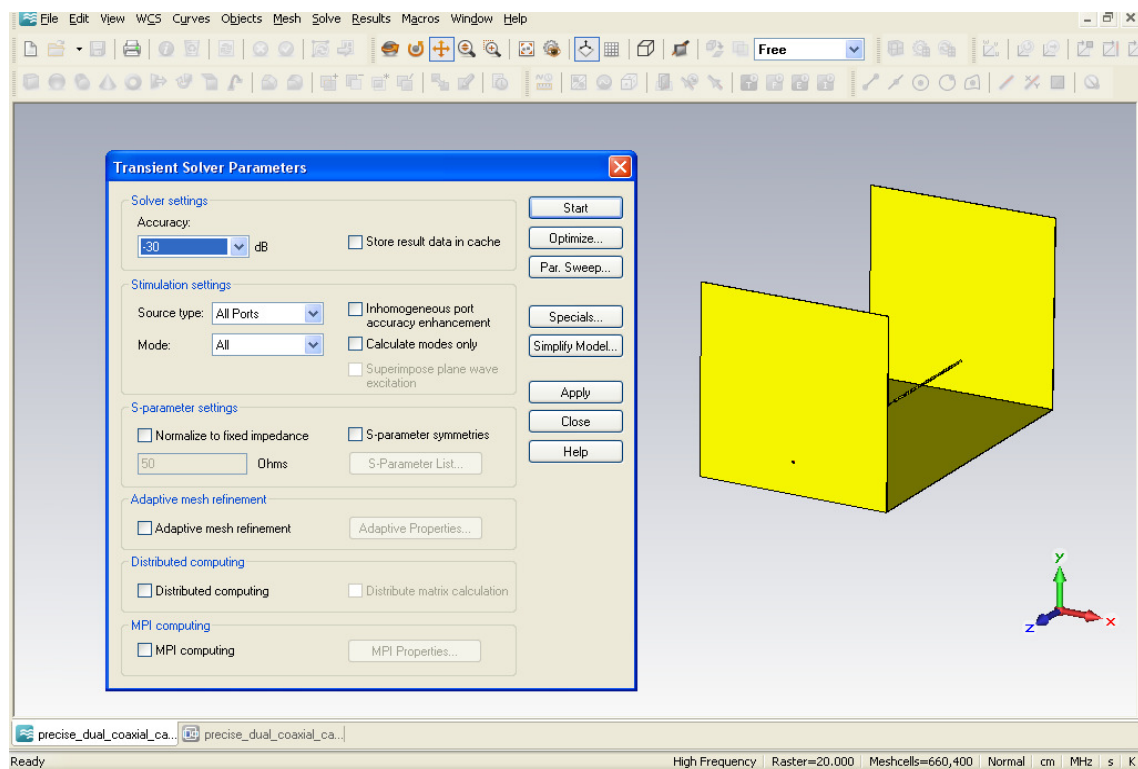 File Edit View WCS Curves Objects Mesh Solve Results Macros Window Help
Free
Transient Solver Parameters
Solver settings
Accuracy:
-30 dB
Store result data in cache
Start
Optimize...
Par. Sweep...
Stimulation settings
Source type: All Ports
Inhomogeneous port accuracy enhancement
Mode: All
Calculate modes only
Superimpose plane wave excitation
Specials...
Simplify Model...
Apply
Close
Help
S-parameter settings
Normalize to fixed impedance
S-parameter symmetries
50 Ohms
S-Parameter List...
Adaptive mesh refinement
Adaptive mesh refinement
Adaptive Properties...
Distributed computing
Distributed computing
Distribute matrix calculation
MPI computing
MPI computing
MPI Properties...
y
z
x
precise_dual_coaxial_ca...
precise_dual_coaxial_ca...
Ready
High Frequency Raster=20.000 Meshcells=660,400 Normal cm MHz s K